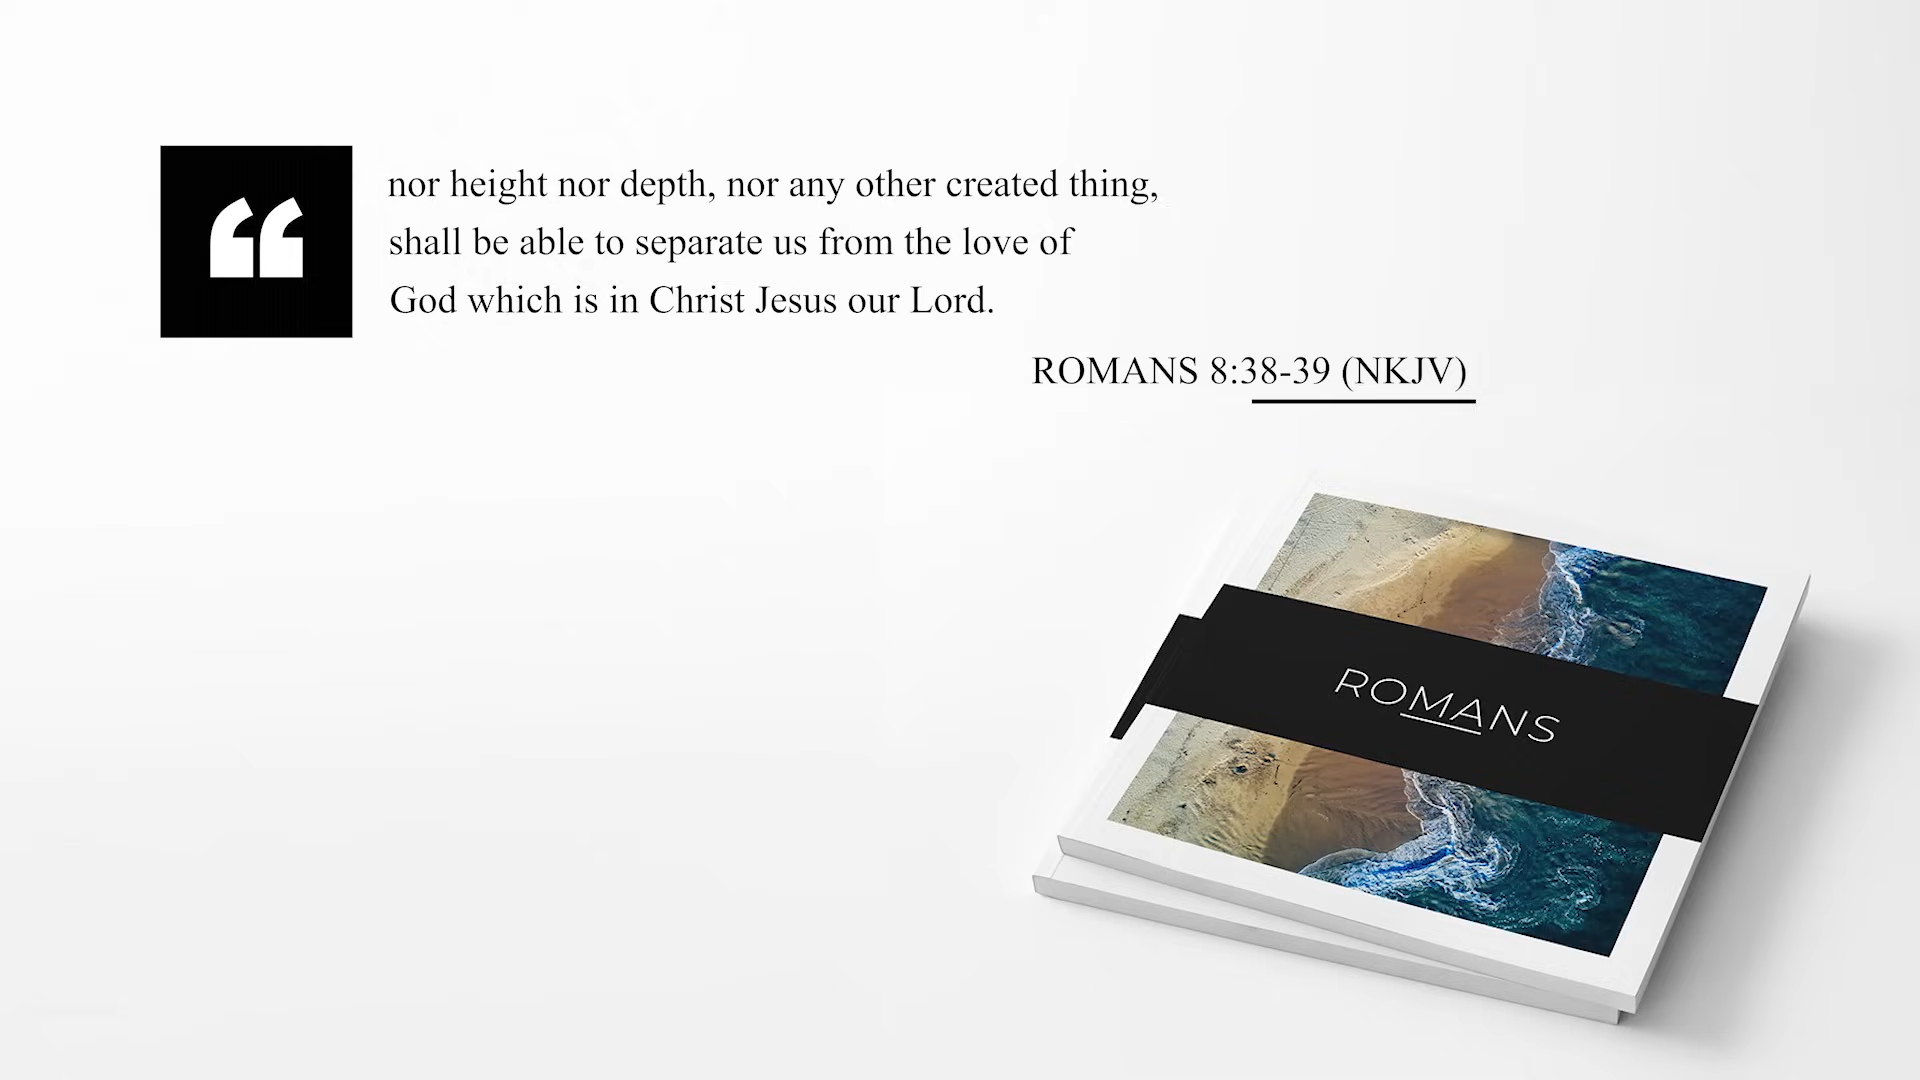 nor height nor depth, nor any other created thing,
shall be able to separate us from the love of
God which is in Christ Jesus our Lord.
ROMANS 8:38-39 (NKJV)
ROMANS